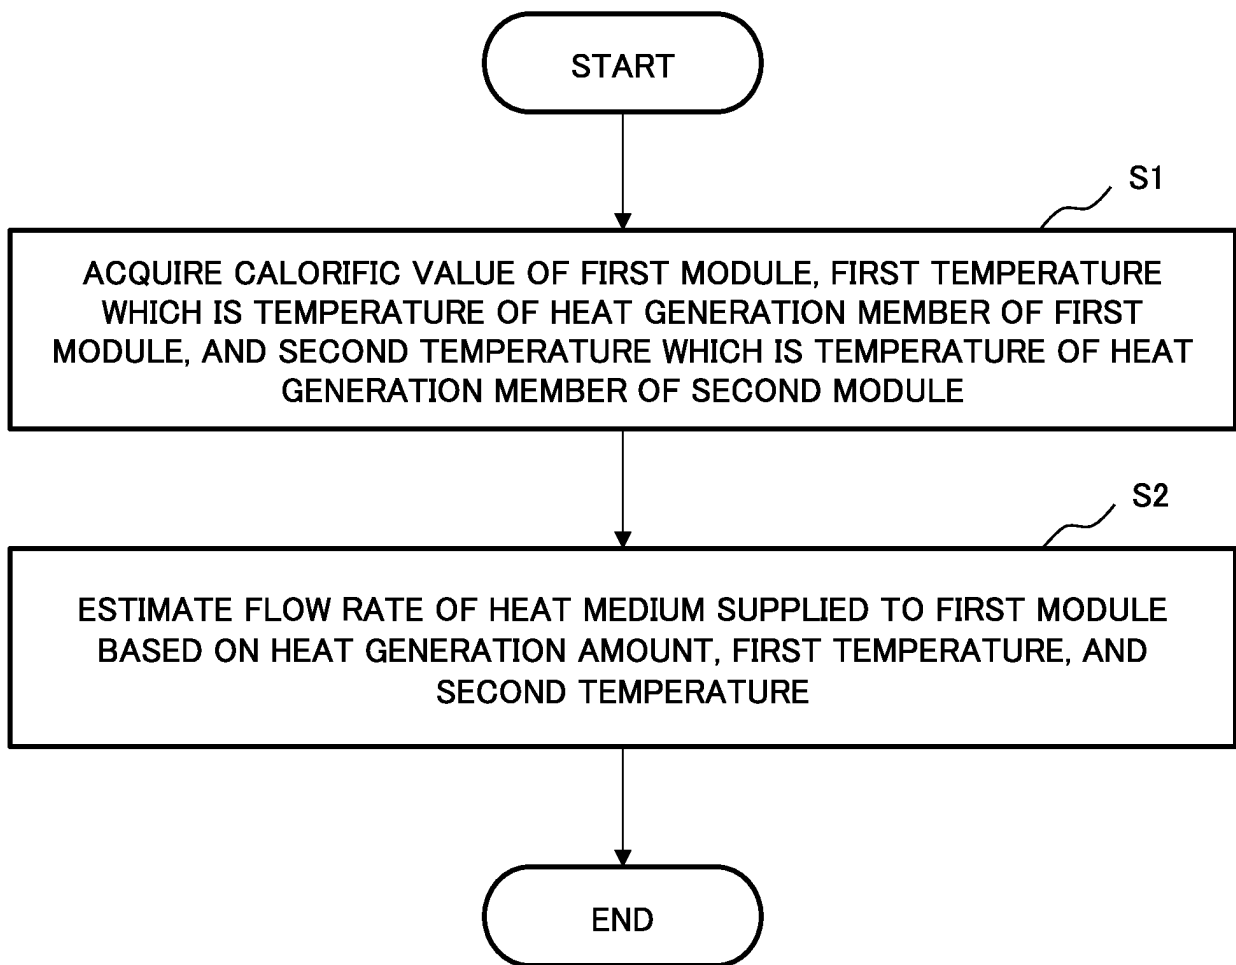 START
S1
ACQUIRE CALORIFIC VALUE OF FIRST MODULE, FIRST TEMPERATURE
WHICH IS TEMPERATURE OF HEAT GENERATION MEMBER OF FIRST
MODULE, AND SECOND TEMPERATURE WHICH IS TEMPERATURE OF HEAT
GENERATION MEMBER OF SECOND MODULE
S2
ESTIMATE FLOW RATE OF HEAT MEDIUM SUPPLIED TO FIRST MODULE
BASED ON HEAT GENERATION AMOUNT, FIRST TEMPERATURE, AND
SECOND TEMPERATURE
END